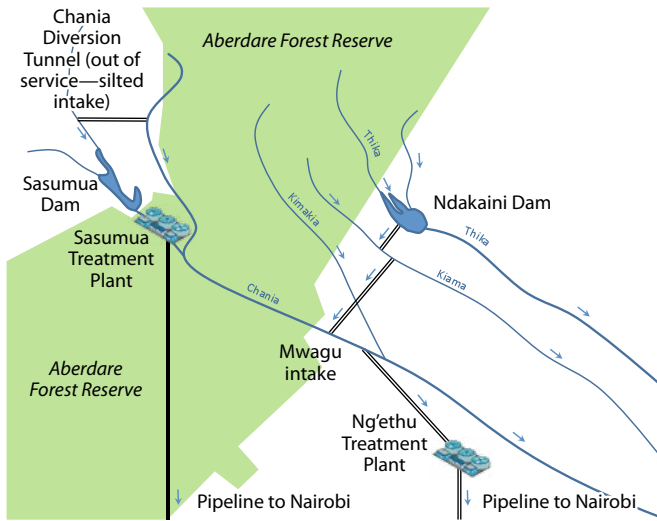 Chania
Diversion
Tunnel (out of
service—silted
intake)
Aberdare Forest Reserve
Thika
Sasumua
Dam
Kimakia
Ndakaini Dam
Thika
Sasumua
Treatment
Plant
Kiama
Chania
Mwagu
intake
Aberdare
Forest Reserve
Ng'ethu
Treatment
Plant
Pipeline to Nairobi
Pipeline to Nairobi